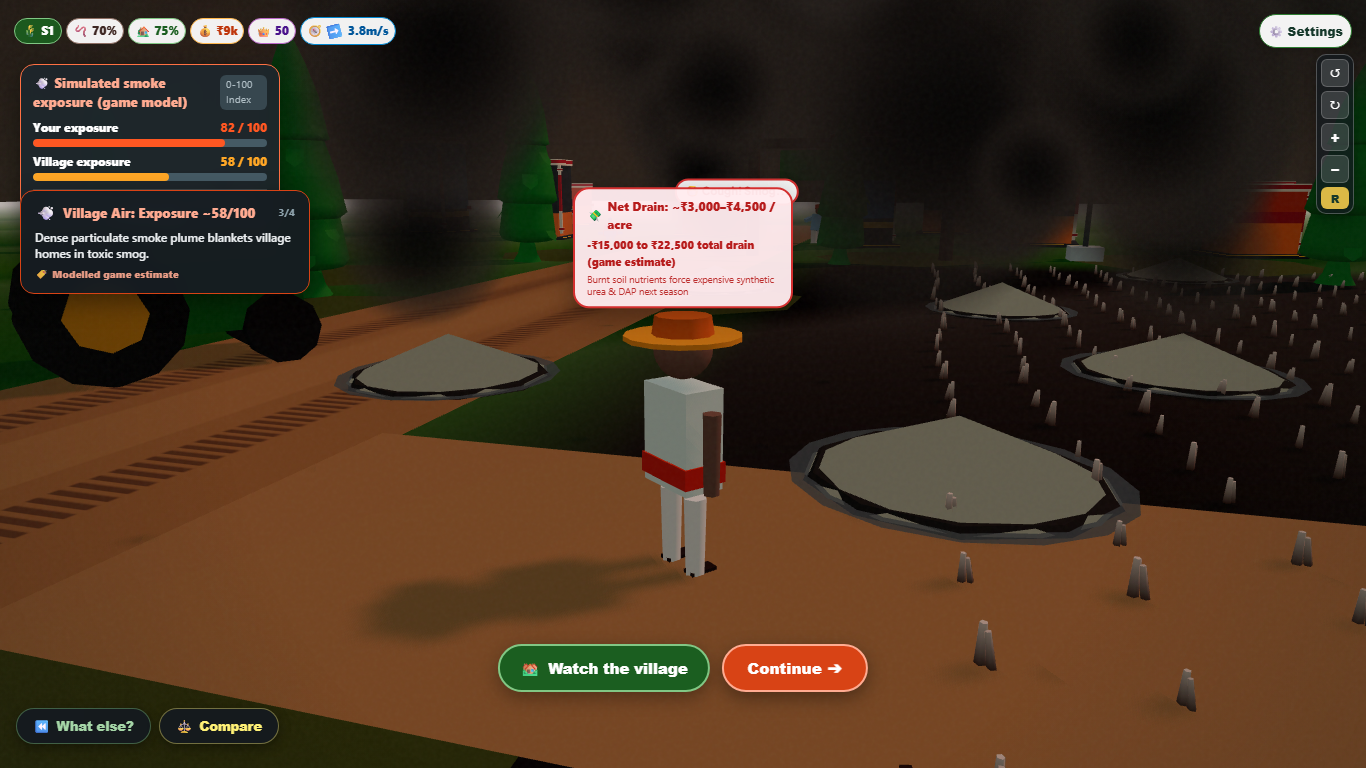 S1
70%
75%
₹9k
50
3.8m/s
Settings
Simulated smoke
exposure (game model)
0-100
Index
Your exposure
82 / 100
Village exposure
58 / 100
Village Air: Exposure ~58/100
3/4
Dense particulate smoke plume blankets village
homes in toxic smog.
Modelled game estimate
Net Drain: ~₹3,000–₹4,500 /
acre
-₹15,000 to ₹22,500 total drain
(game estimate)
Burnt soil nutrients force expensive synthetic
urea & DAP next season
R
Watch the village
Continue ➔
What else?
Compare